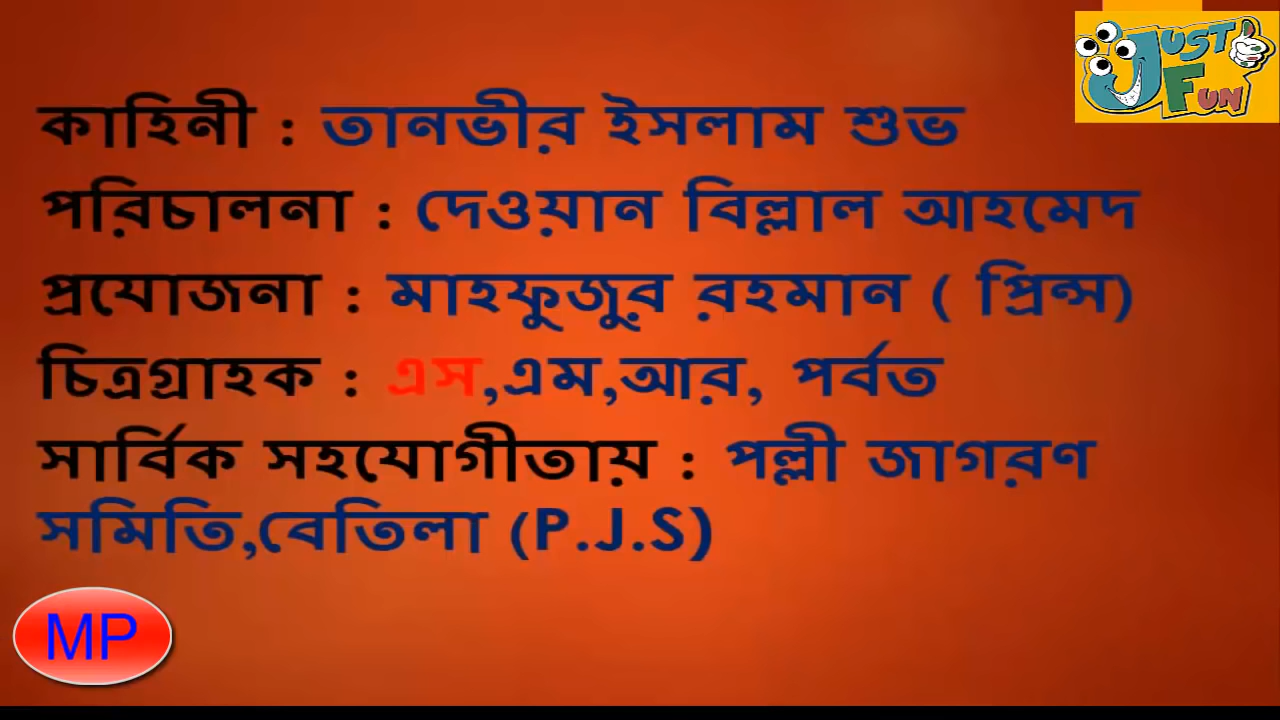 JUST FUN
কাহিনী : তানভীর ইসলাম শুভ
পরিচালনা : দেওয়ান বিল্লাল আহমেদ
প্রযোজনা : মাহফুজুর রহমান ( প্রিন্স)
চিত্রগ্রাহক : এস,এম,আর, পর্বত
সার্বিক সহযোগীতায় : পল্লী জাগরণ
সমিতি,বেতিলা (P.J.S)
MP